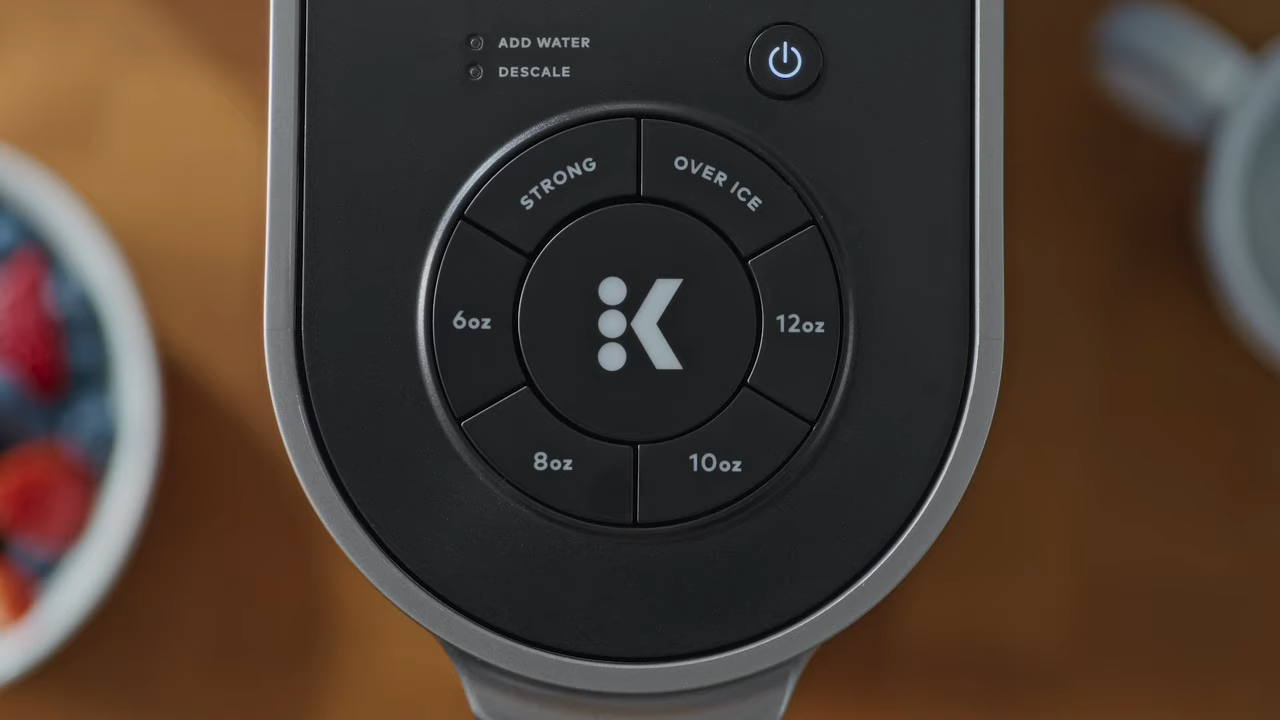 ADD WATER
DESCALE
STRONG
OVER ICE
6oz
K
12oz
8oz
10oz